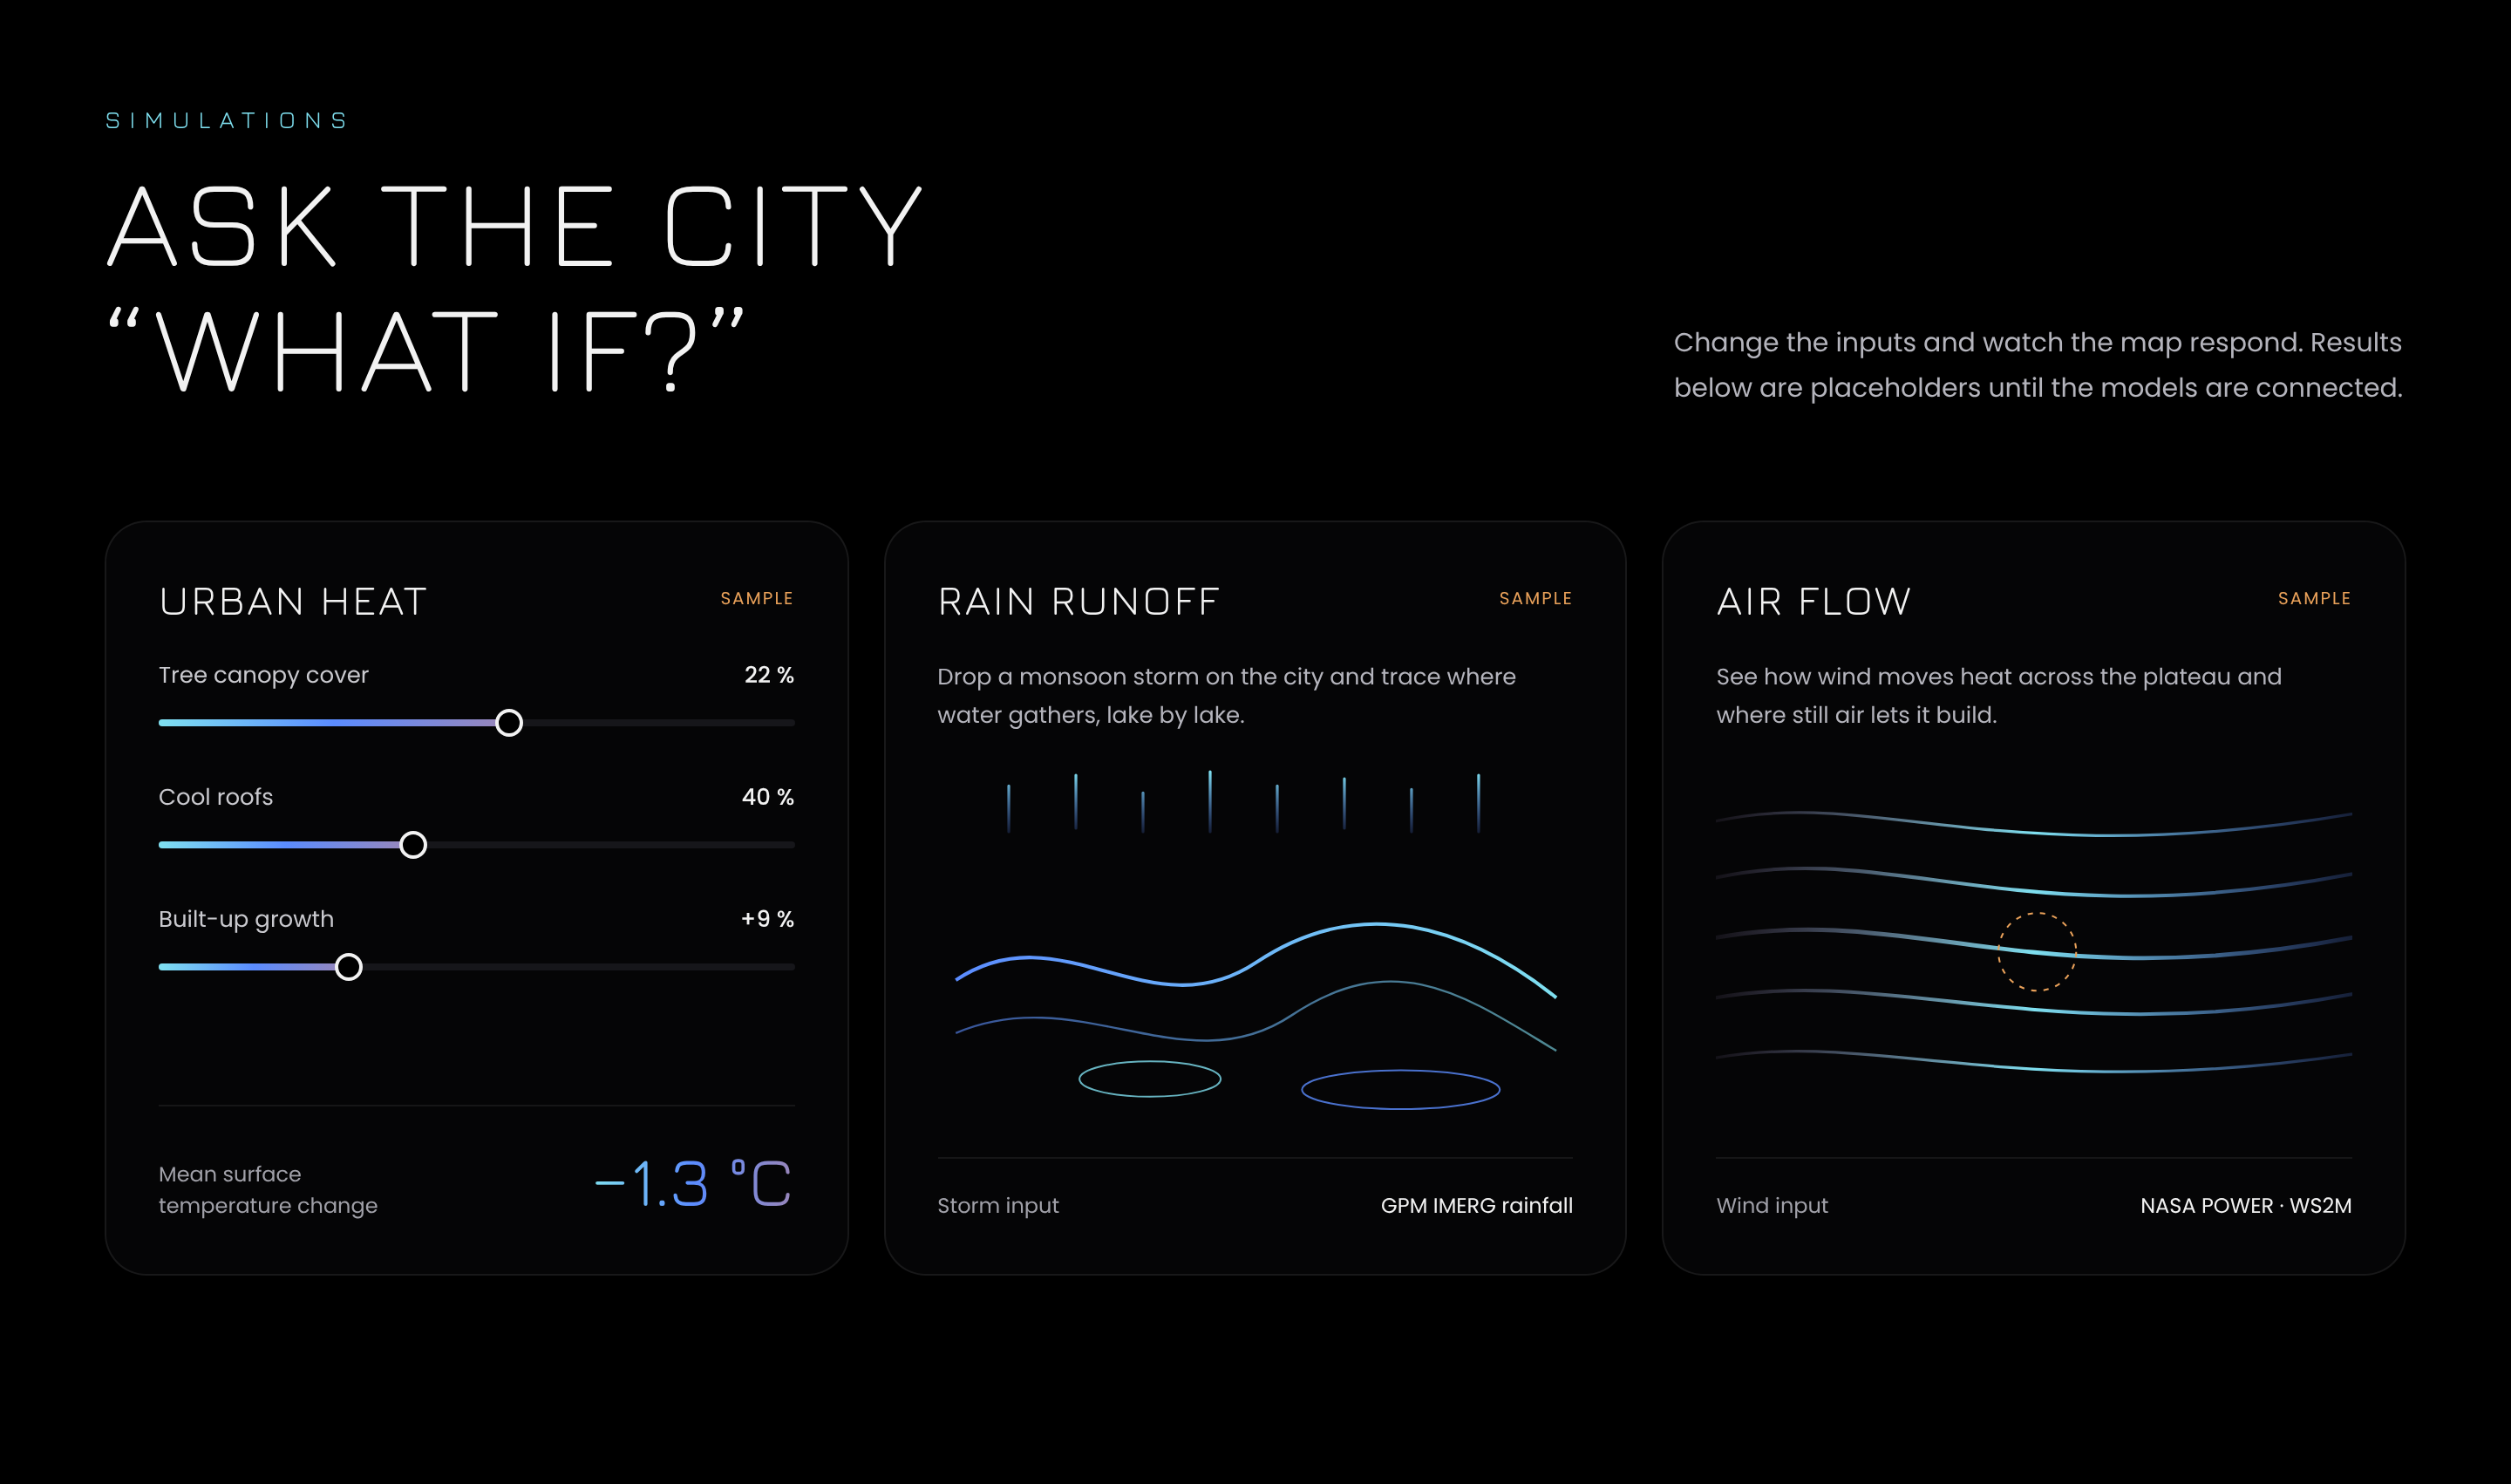 SIMULATIONS
ASK THE CITY
“WHAT IF?”
Change the inputs and watch the map respond. Results
below are placeholders until the models are connected.
URBAN HEAT
SAMPLE
Tree canopy cover
22 %
Cool roofs
40 %
Built-up growth
+9 %
Mean surface
temperature change
−1.3 °C
RAIN RUNOFF
SAMPLE
Drop a monsoon storm on the city and trace where
water gathers, lake by lake.
Storm input
GPM IMERG rainfall
AIR FLOW
SAMPLE
See how wind moves heat across the plateau and
where still air lets it build.
Wind input
NASA POWER · WS2M